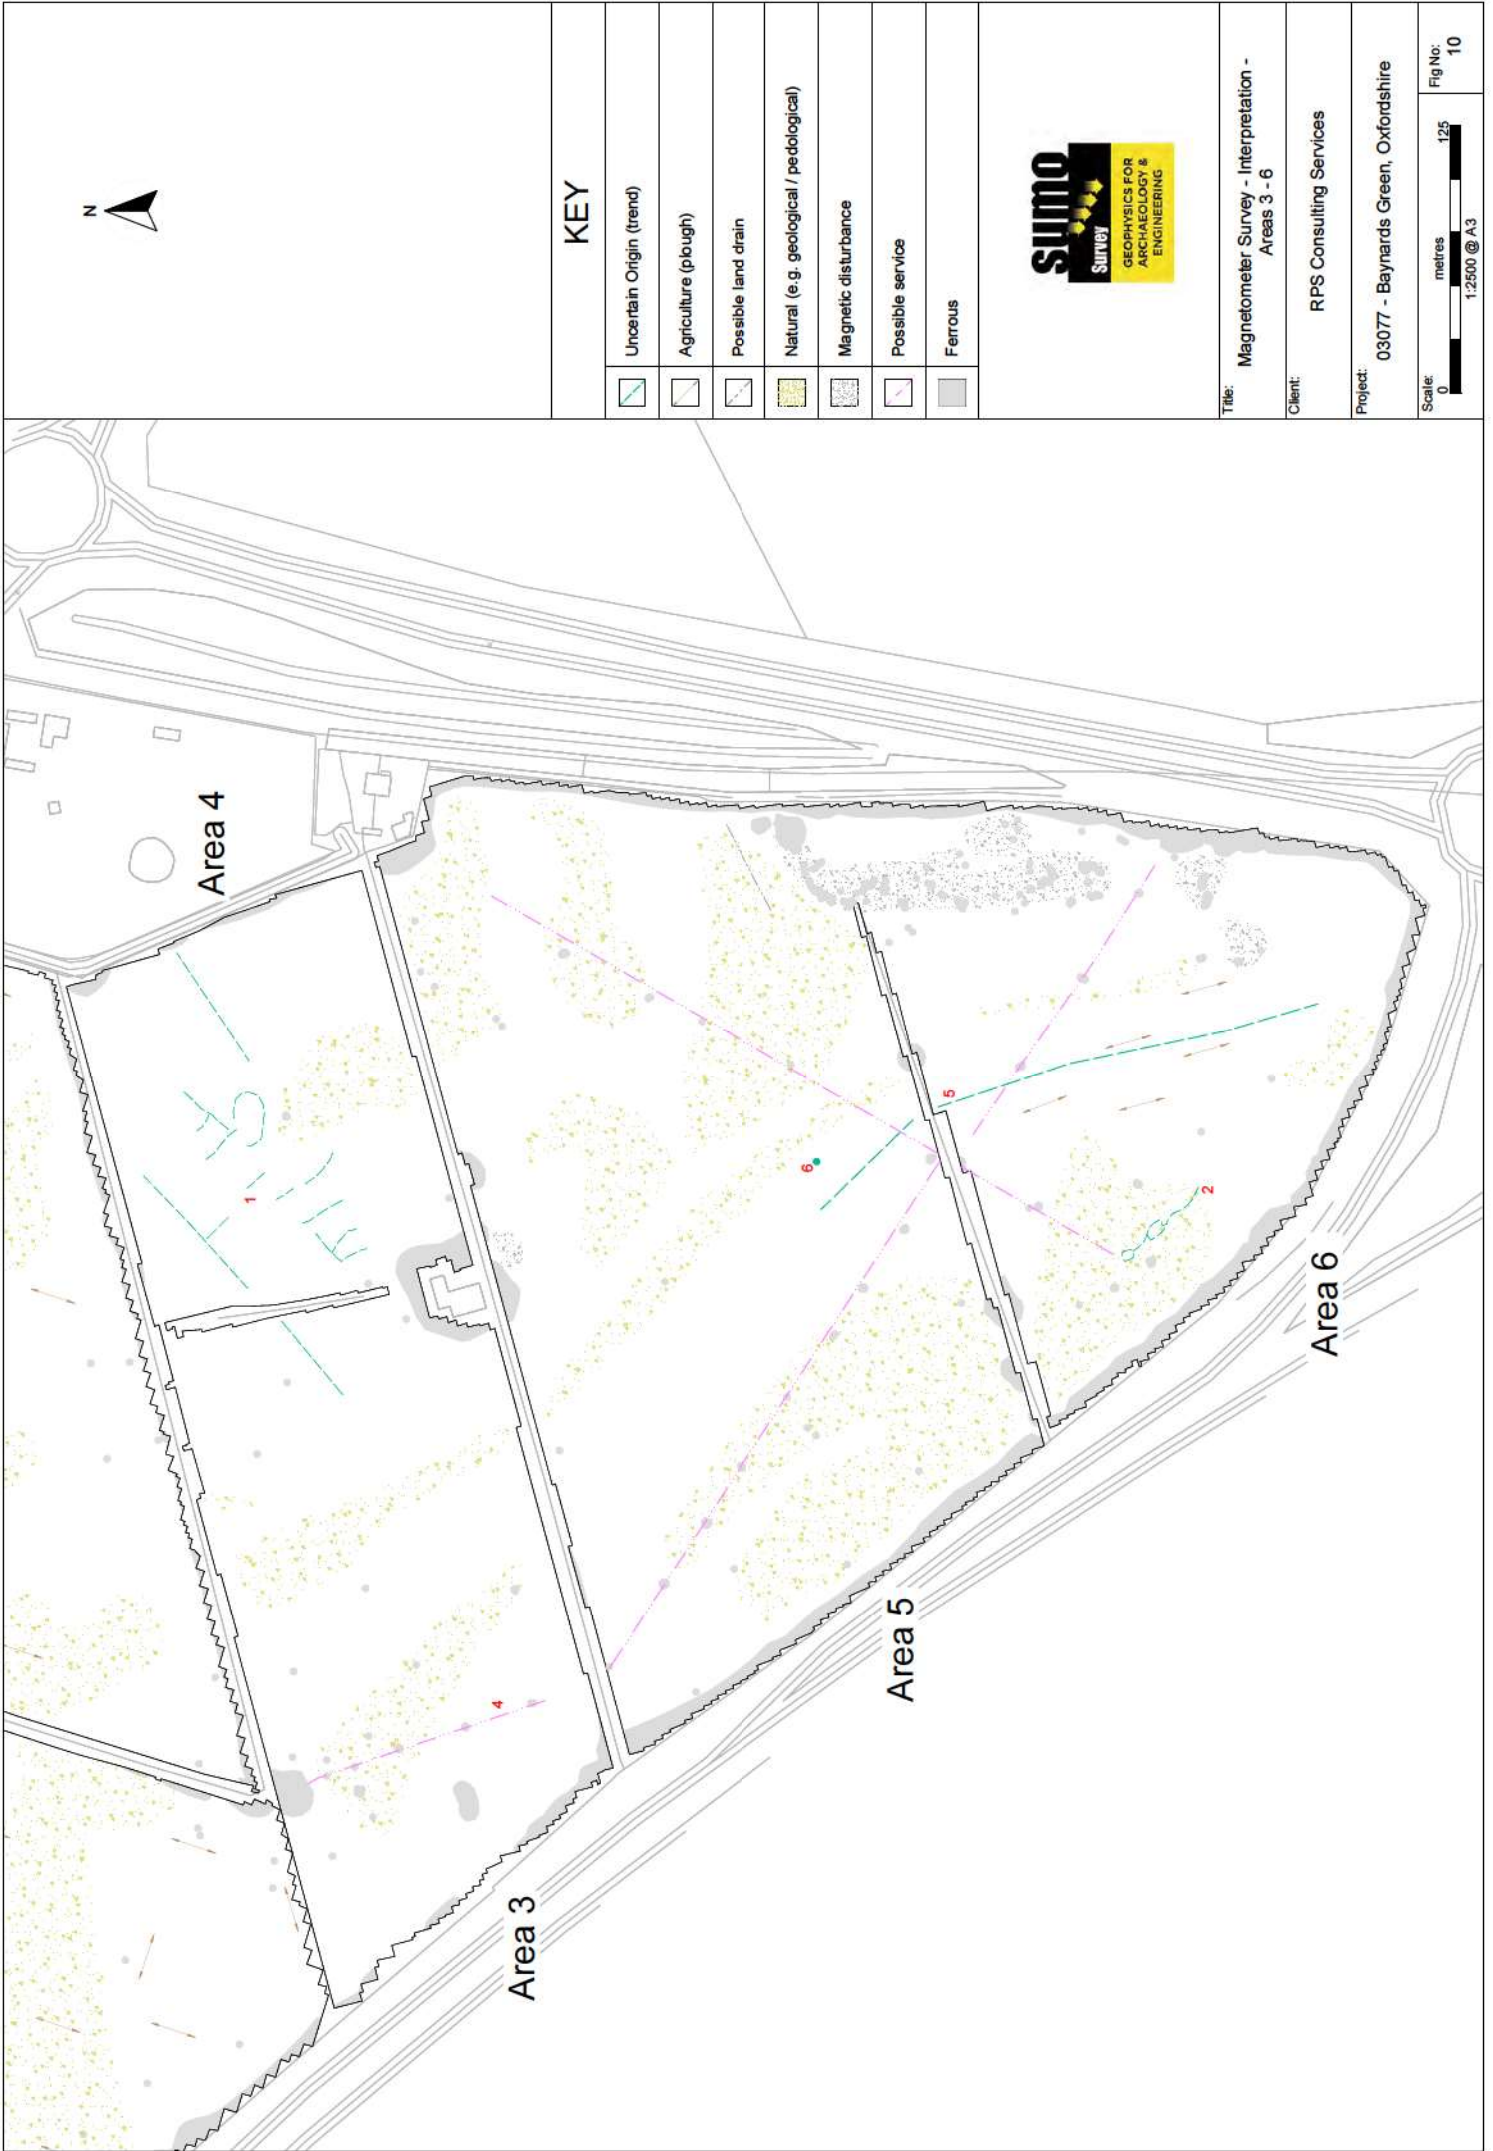 N
KEY
Uncertain Origin (trend)
Agriculture (plough)
Possible land drain
Natural (e.g. geological / pedological)
Magnetic disturbance
Possible service
Ferrous
sumo
Survey
GEOPHYSICS FOR
ARCHAEOLOGY &
ENGINEERING
Title:
Magnetometer Survey - Interpretation -
Areas 3 - 6
Client:
RPS Consulting Services
Project:
03077 - Baynards Green, Oxfordshire
Scale:
0
metres
125
1:2500 @ A3
Fig No:
10
Area 3
Area 4
Area 5
Area 6
1
4
6
5
2